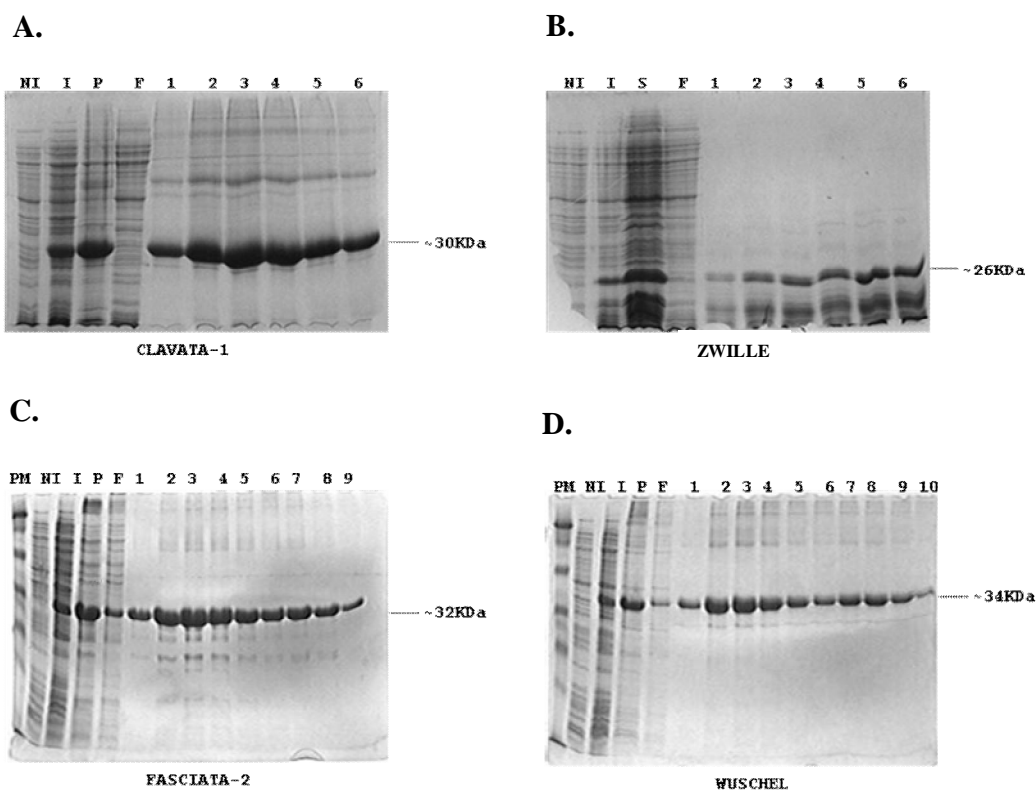 A.
NI I P F 1 2 3 4 5 6
~30KDa
CLAVATA-1
B.
NI I S F 1 2 3 4 5 6
~26KDa
ZWILLE
C.
PM NI I P F 1 2 3 4 5 6 7 8 9
~32KDa
FASCIATA-2
D.
PM NI I P F 1 2 3 4 5 6 7 8 9 10
~34KDa
WUSCHEL